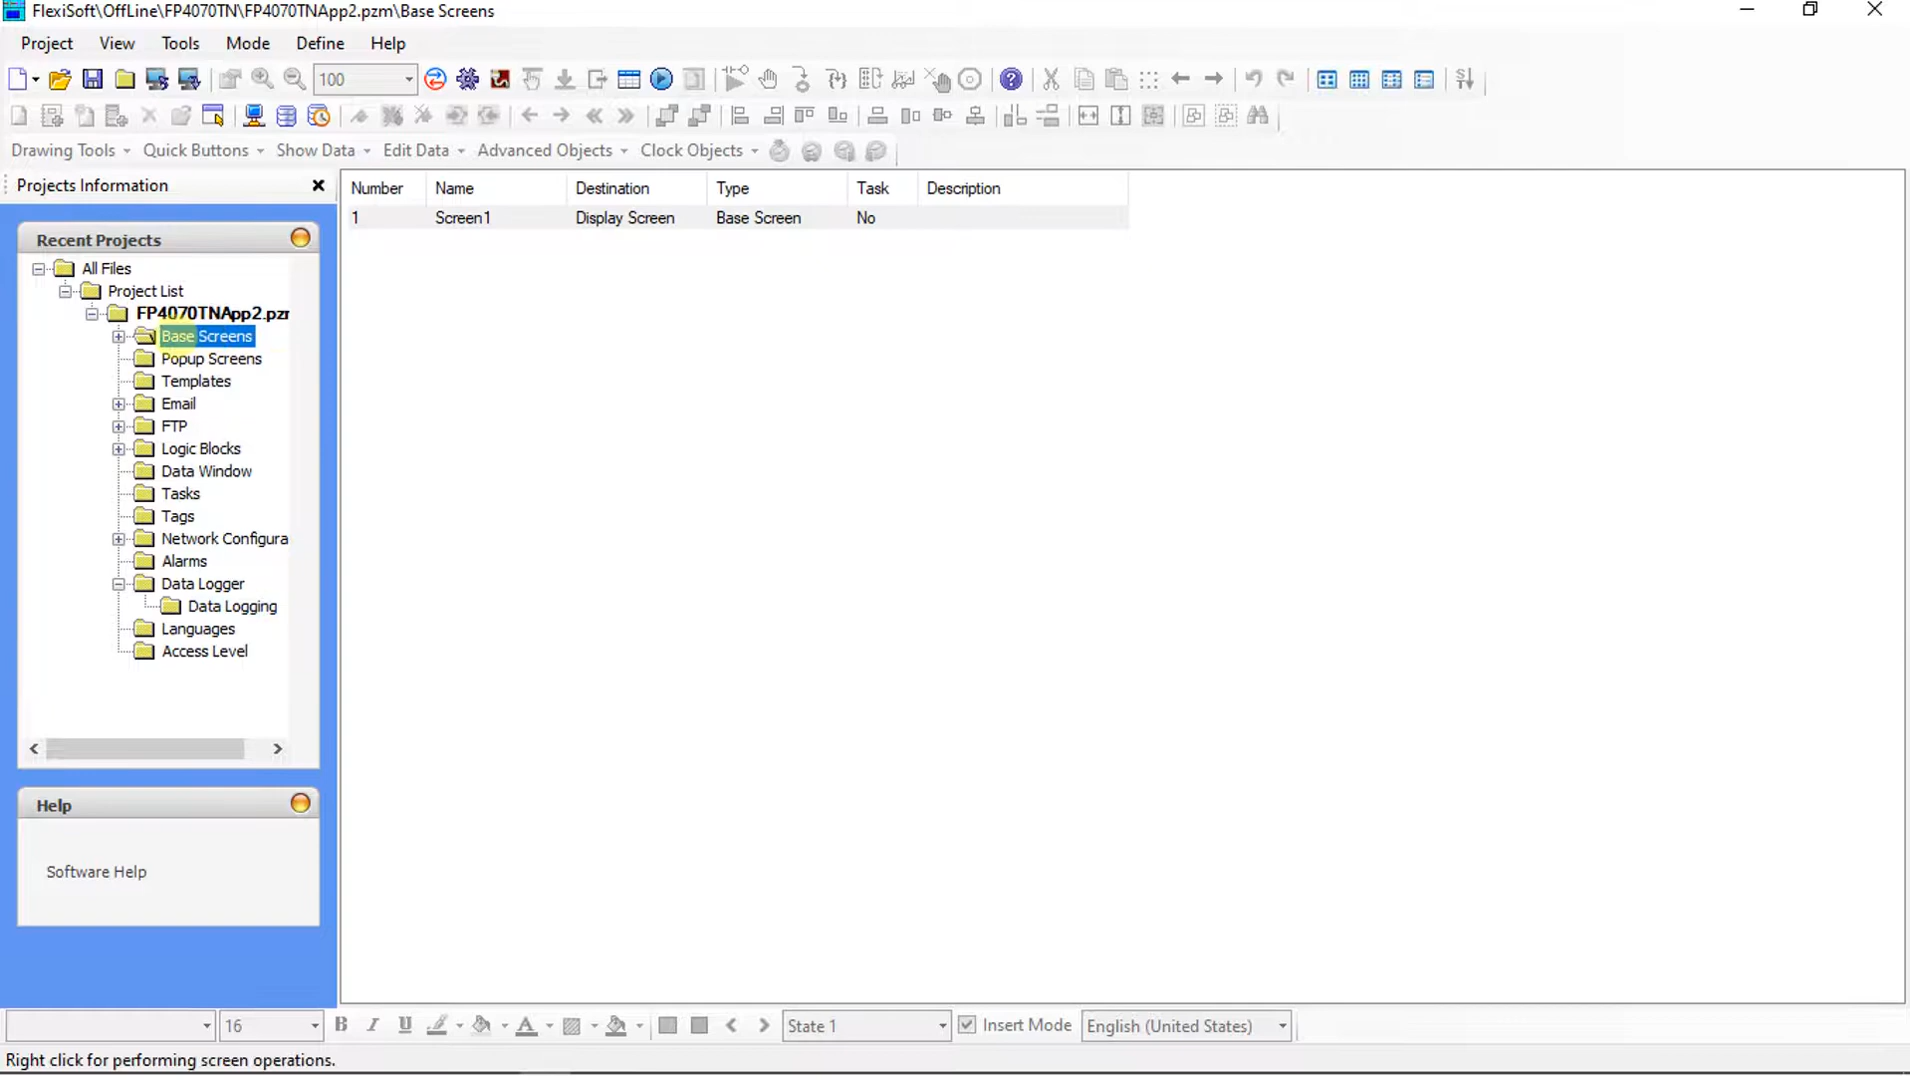 FlexiSoft\OffLine\FP4070TN\FP4070TNApp2.pzm\Base Screens
Project View Tools Mode Define Help
100
Drawing Tools Quick Buttons Show Data Edit Data Advanced Objects Clock Objects
Projects Information
Number Name Destination Type Task Description
1 Screen1 Display Screen Base Screen No
Recent Projects
All Files
Project List
FP4070TNApp2.pzm
Base Screens
Popup Screens
Templates
Email
FTP
Logic Blocks
Data Window
Tasks
Tags
Network Configura
Alarms
Data Logger
Data Logging
Languages
Access Level
Help
Software Help
16 B I U A State 1 Insert Mode English (United States)
Right click for performing screen operations.